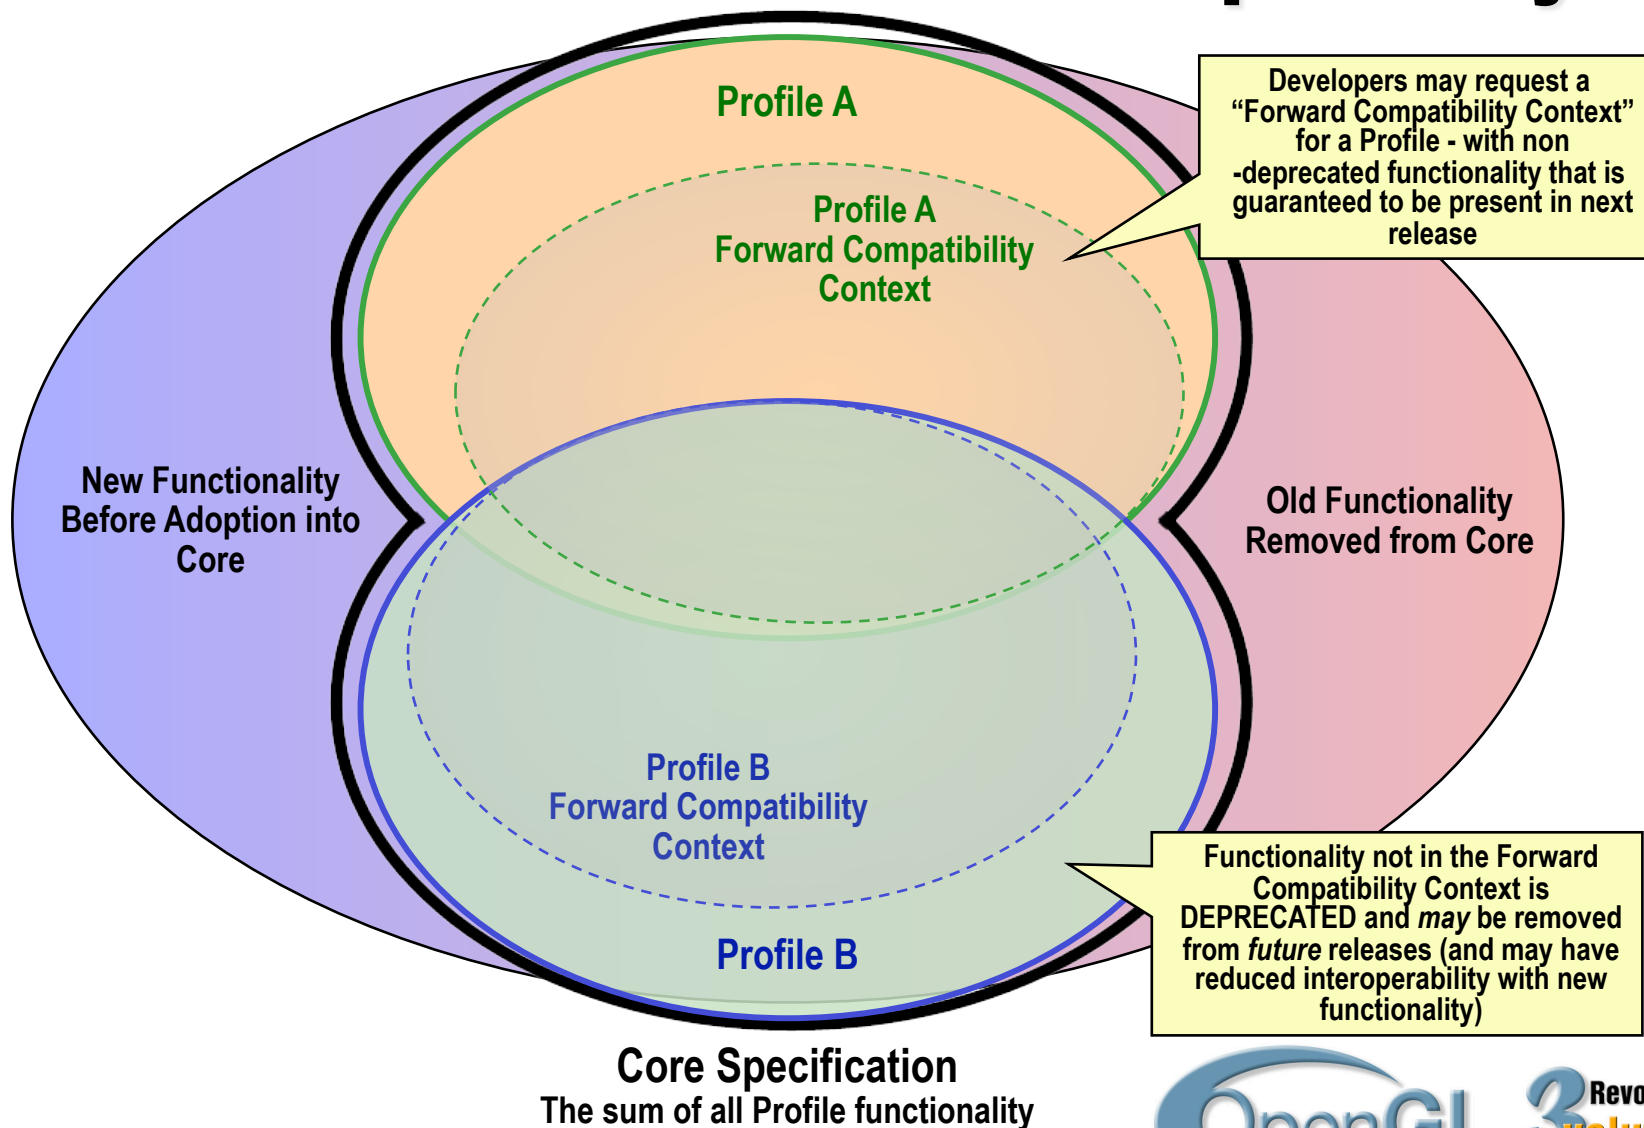 Profile A
Developers may request a
“Forward Compatibility Context”
for a Profile - with non
-deprecated functionality that is
guaranteed to be present in next
release
Profile A
Forward Compatibility
Context
New Functionality
Before Adoption into
Core
Old Functionality
Removed from Core
Profile B
Forward Compatibility
Context
Functionality not in the Forward
Compatibility Context is
DEPRECATED and may be removed
from future releases (and may have
reduced interoperability with new
functionality)
Profile B
Core Specification
The sum of all Profile functionality
OpenGL
3